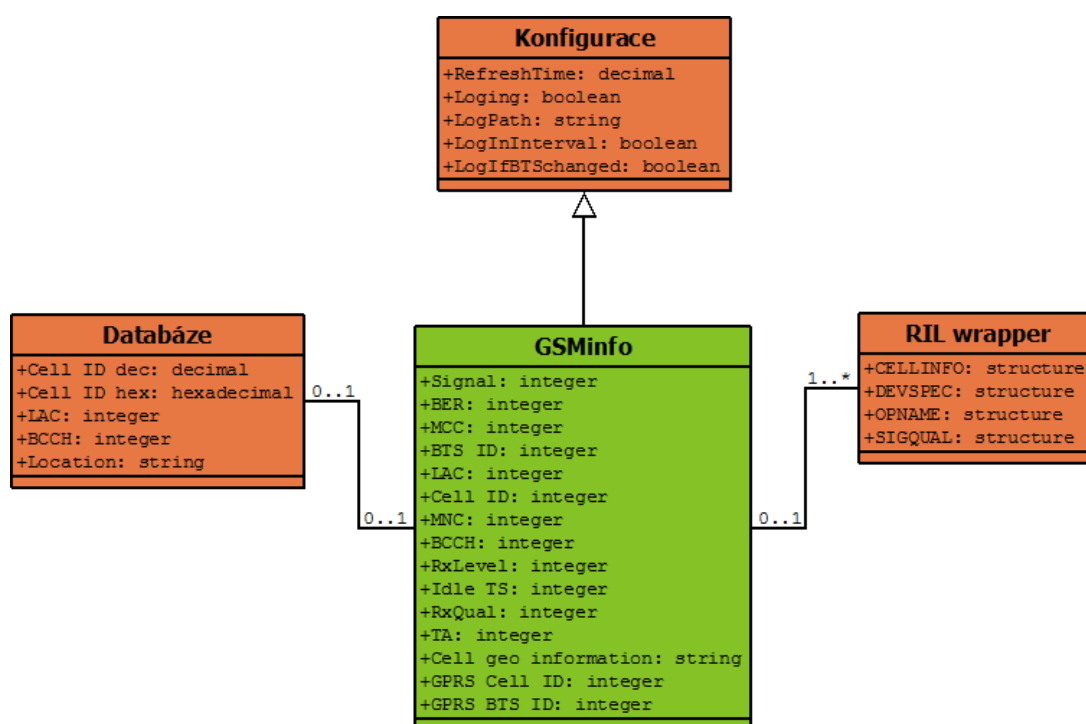 Konfigurace
+RefreshTime: decimal
+Loging: boolean
+LogPath: string
+LogInInterval: boolean
+LogIfBTSchanged: boolean
Databáze
+Cell ID dec: decimal
+Cell ID hex: hexadecimal
+LAC: integer
+BCCH: integer
+Location: string
0..1
0..1
GSMinfo
+Signal: integer
+BER: integer
+MCC: integer
+BTS ID: integer
+LAC: integer
+Cell ID: integer
+MNC: integer
+BCCH: integer
+RxLevel: integer
+Idle TS: integer
+RxQual: integer
+TA: integer
+Cell geo information: string
+GPRS Cell ID: integer
+GPRS BTS ID: integer
1..*
0..1
RIL wrapper
+CELLINFO: structure
+DEVSPEC: structure
+OPNAME: structure
+SIGQUAL: structure